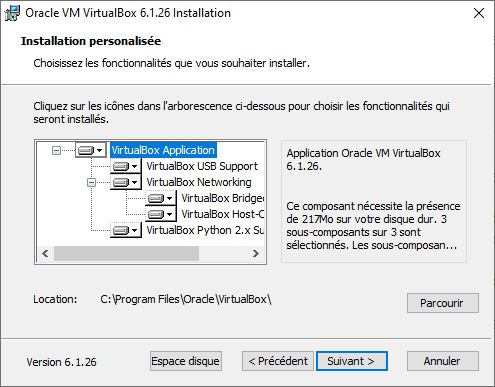 Oracle VM VirtualBox 6.1.26 Installation
Installation personalisée
Choisissez les fonctionnalités que vous souhaiter installer.
Cliquez sur les icônes dans l'arborescence ci-dessous pour choisir les fonctionnalités qui
seront installés.
VirtualBox Application
VirtualBox USB Support
VirtualBox Networking
VirtualBox Bridge
VirtualBox Host-C
VirtualBox Python 2.x Su
Application Oracle VM VirtualBox
6.1.26.
Ce composant nécessite la présence
de 217Mo sur votre disque dur. 3
sous-composants sur 3 sont
sélectionnés. Les sous-composan...
Location: C:\Program Files\Oracle\VirtualBox\
Parcourir
Version 6.1.26
Espace disque
< Précédent
Suivant >
Annuler